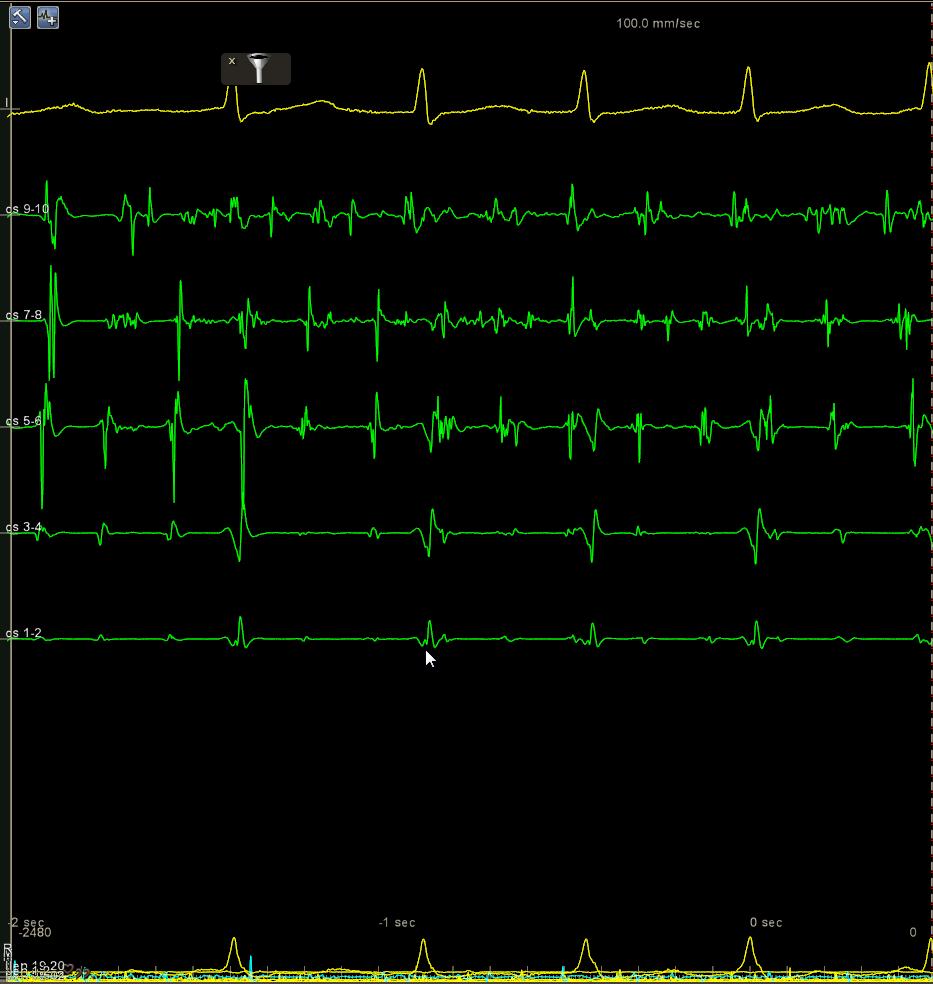 100.0 mm/sec
x
I
cs 9-10
cs 7-8
cs 5-6
cs 3-4
cs 1-2
-2 sec
-1 sec
0 sec
-2480
0